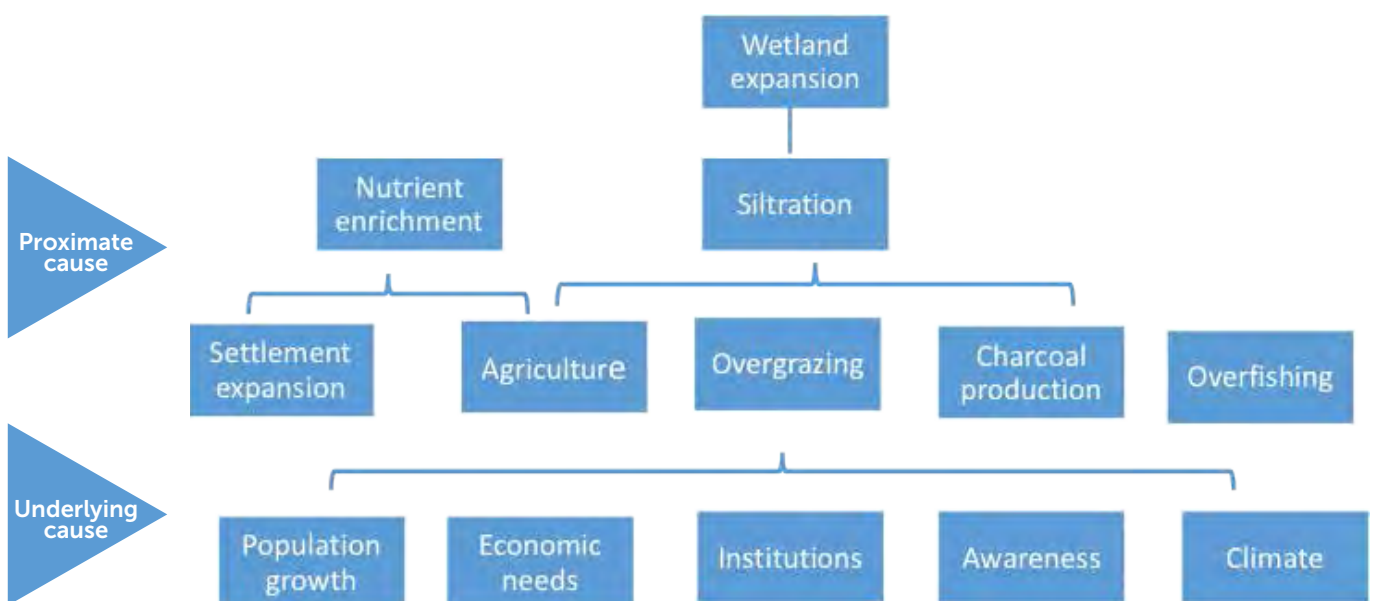 Wetland
expansion
Nutrient
enrichment
Siltration
Proximate
cause
Settlement
expansion
Agriculture
Overgrazing
Charcoal
production
Overfishing
Underlying
cause
Population
growth
Economic
needs
Institutions
Awareness
Climate